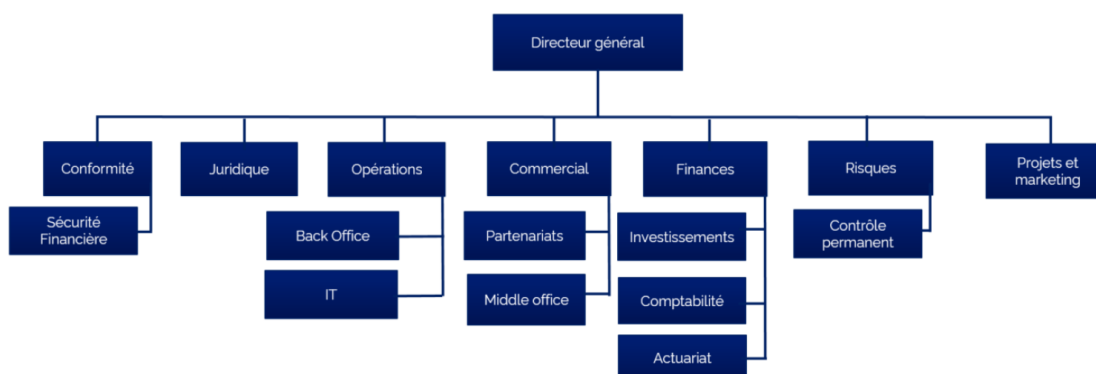 Directeur général
Conformité
Juridique
Opérations
Commercial
Finances
Risques
Projets et
marketing
Sécurité
Financière
Back Office
Partenariats
Investissements
Contrôle
permanent
IT
Middle office
Comptabilité
Actuariat